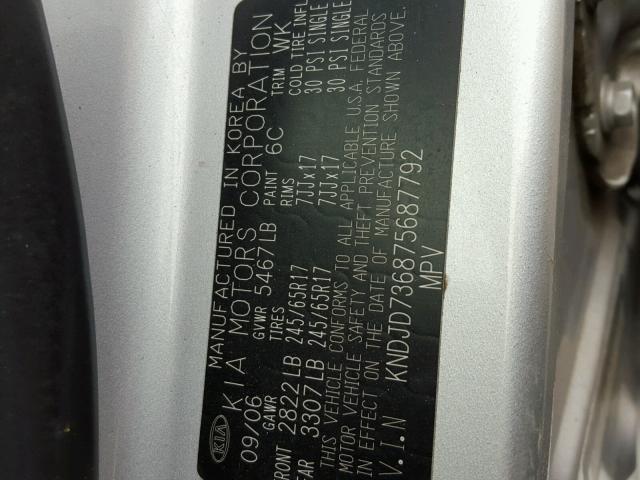 KIA MANUFACTURED IN KOREA BY
KIA MOTORS CORPORATION
09/06 GVWR 5467LB PAINT 6C TRIM WK
GAWR TIRES RIMS COLD TIRE INFL
FRONT 2822LB 245/65R17 7JJx17 30 PSI SINGLE
EAR 3307LB 245/65R17 7JJx17 30 PSI SINGLE
THIS VEHICLE CONFORMS TO ALL APPLICABLE U.S.A. FEDERAL
MOTOR VEHICLE SAFETY AND THEFT PREVENTION STANDARDS
IN EFFECT ON THE DATE OF MANUFACTURE SHOWN ABOVE.
V.I.N KNDJD736875687792
MPV